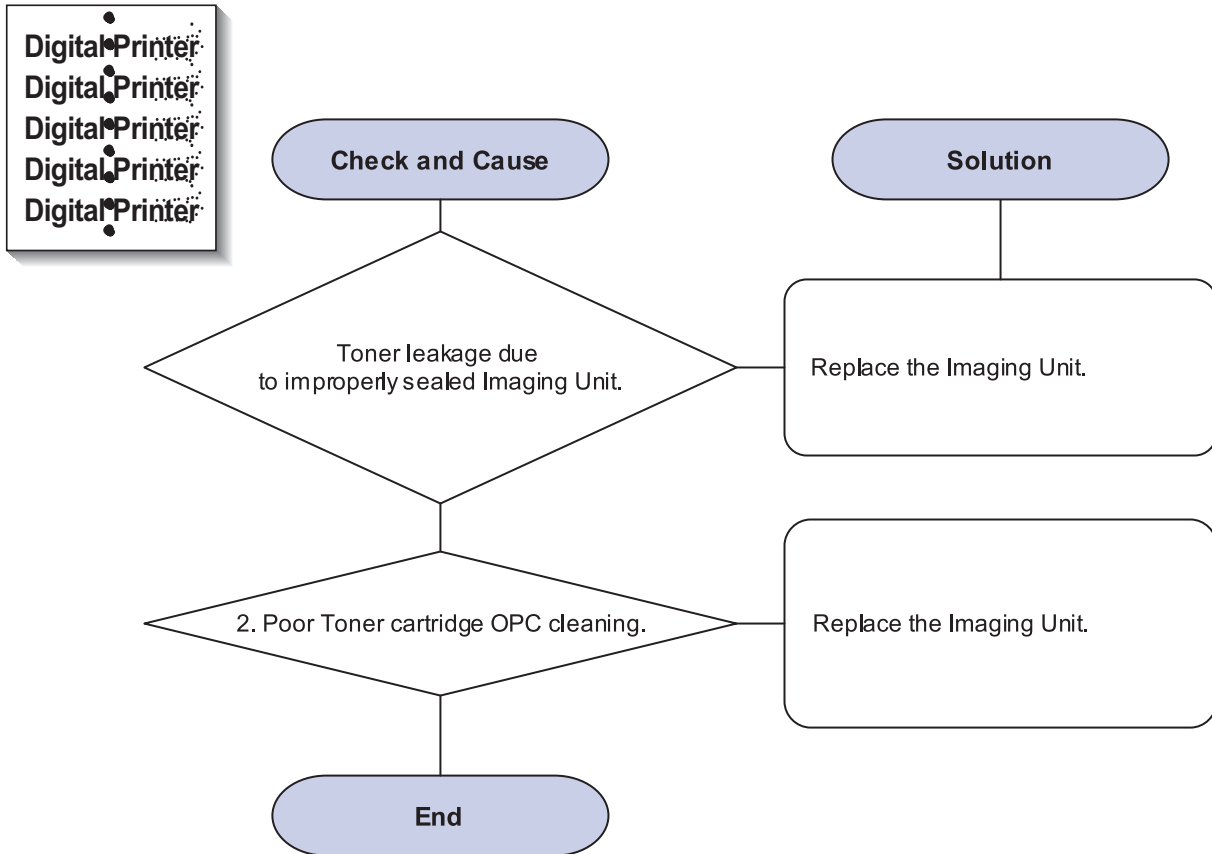 Digital Printer
Digital Printer
Digital Printer
Digital Printer
Digital Printer
Check and Cause
Solution
Toner leakage due
to improperly sealed Imaging Unit.
Replace the Imaging Unit.
2. Poor Toner cartridge OPC cleaning.
Replace the Imaging Unit.
End